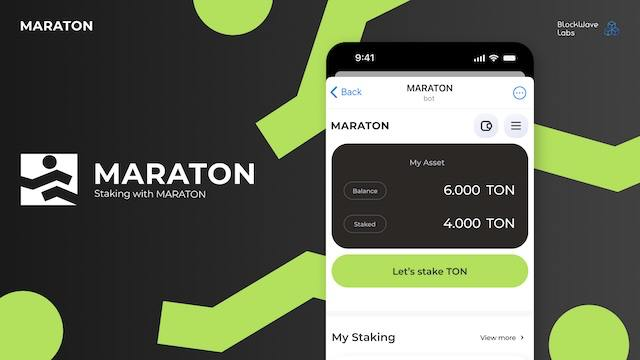 MARATON
BlockWave
Labs
MARATON
Staking with MARATON
9:41
Back
MARATON
bot
MARATON
My Asset
Balance
6.000 TON
Staked
4.000 TON
Let's stake TON
My Staking
View more